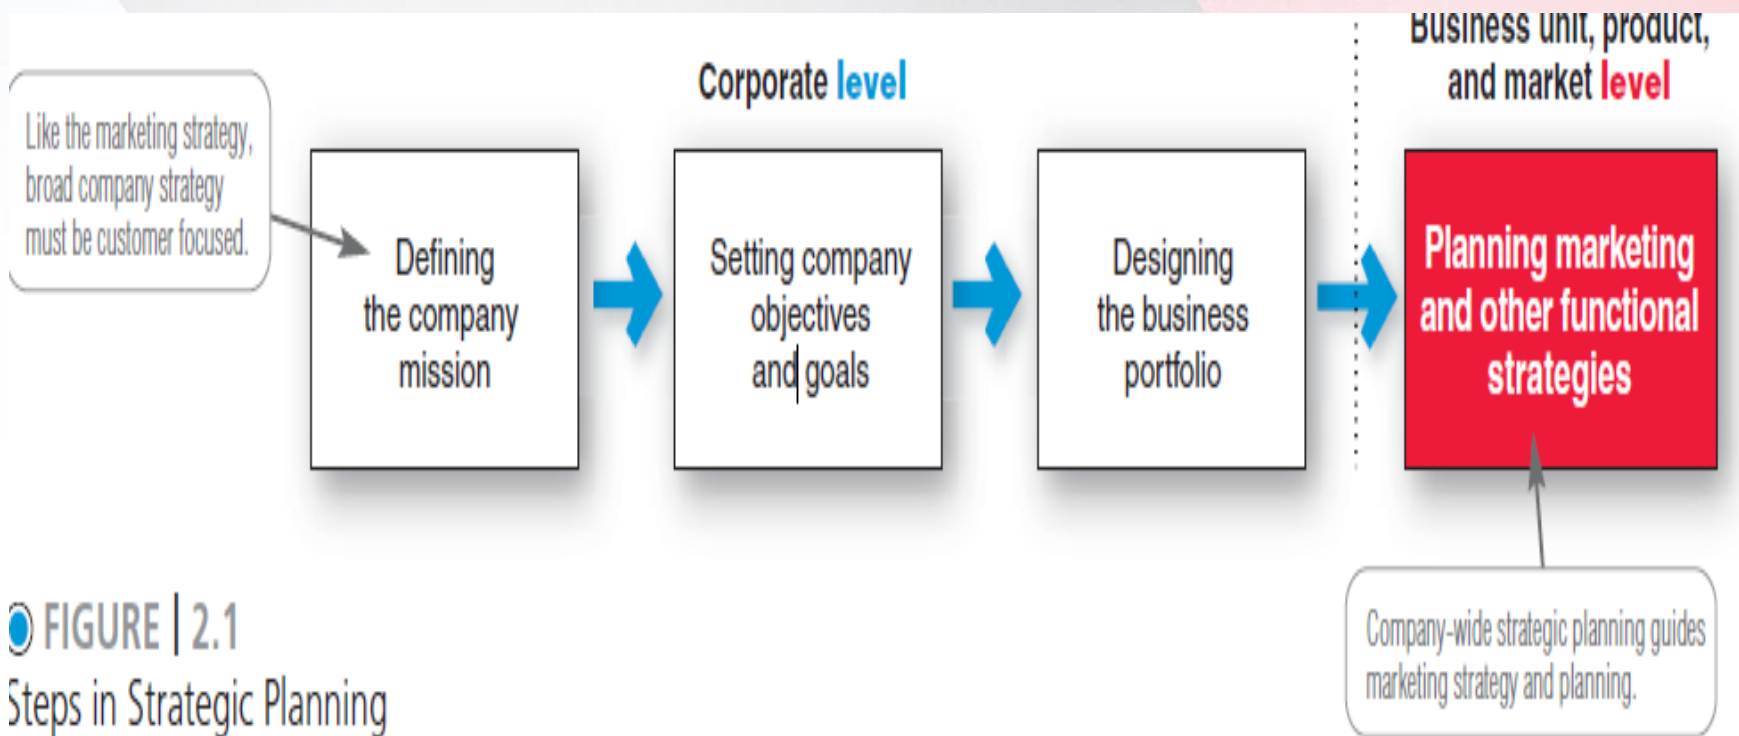 Business unit, product,
and market level
Corporate level
Like the marketing strategy,
broad company strategy
must be customer focused.
Defining
the company
mission
Setting company
objectives
and goals
Designing
the business
portfolio
Planning marketing
and other functional
strategies
Company-wide strategic planning guides
marketing strategy and planning.
FIGURE | 2.1
Steps in Strategic Planning